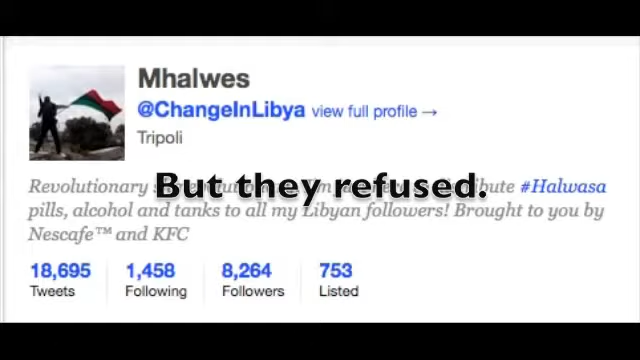 Mhalwes
@ChangeInLibya view full profile →
Tripoli
But they refused.
Revolutionary #Halwasa
pills, alcohol and tanks to all my Libyan followers! Brought to you by
Nescafe™ and KFC
18,695 1,458 8,264 753
Tweets Following Followers Listed